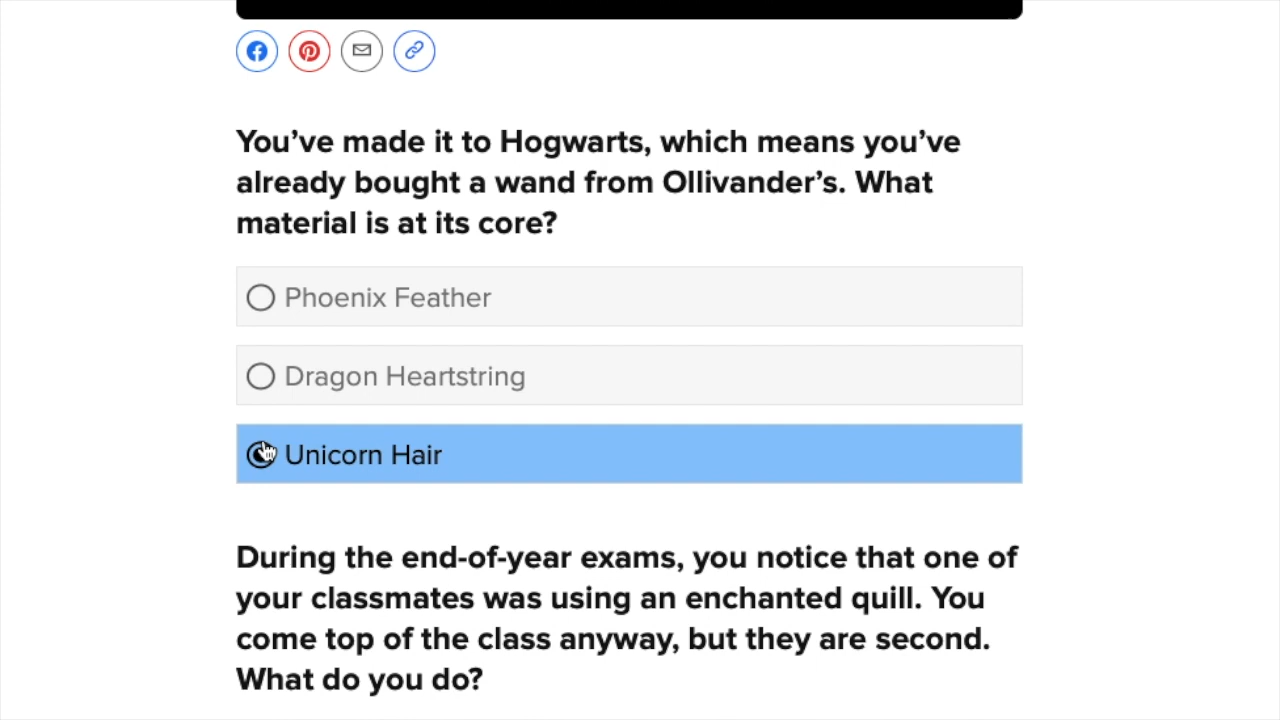 You’ve made it to Hogwarts, which means you’ve
already bought a wand from Ollivander’s. What
material is at its core?
Phoenix Feather
Dragon Heartstring
Unicorn Hair
During the end-of-year exams, you notice that one of
your classmates was using an enchanted quill. You
come top of the class anyway, but they are second.
What do you do?